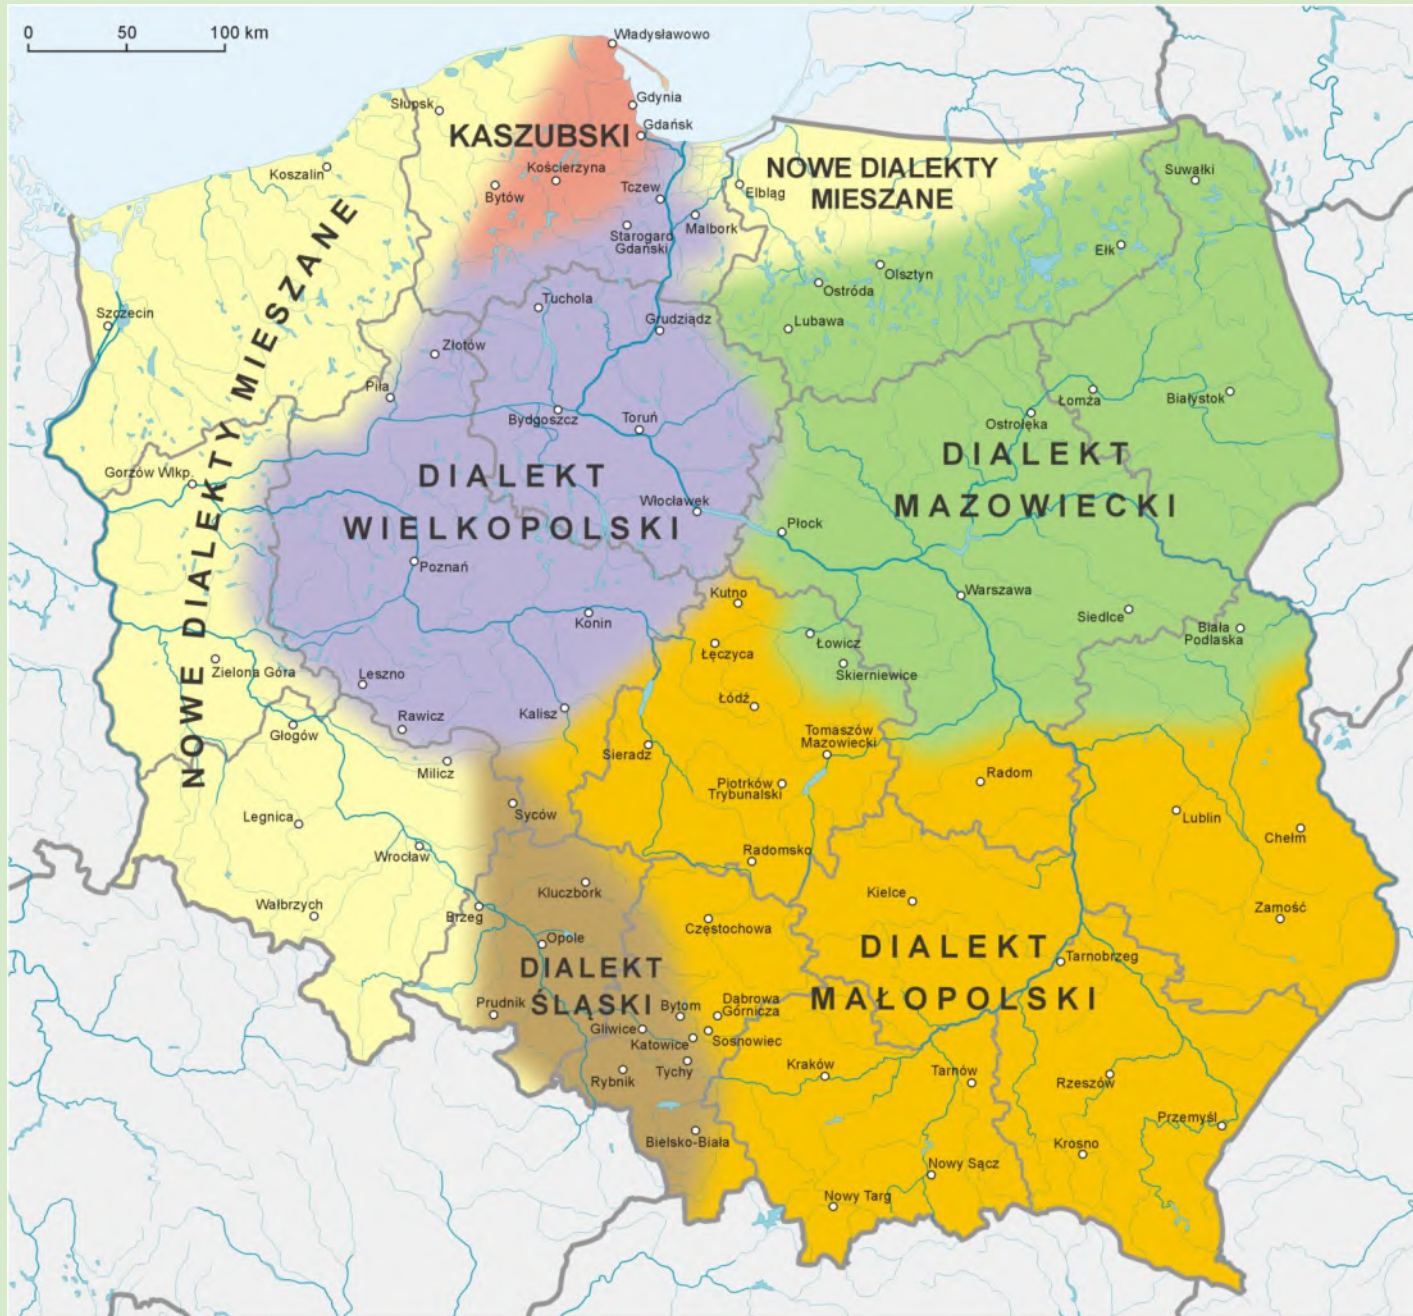 0
50
100 km
Władysławowo
Gdynia
Słupsk
Gdańsk
KASZUBSKI
NOWE DIALEKTY
MIESZANE
Koszalin
Kościerzyna
Bytów
Tczew
Elbląg
Suwałki
Malbork
Starogard
Gdański
Ełk
Olsztyn
Ostróda
NOWE DIALEKTY MIESZANE
Tuchola
Szczecin
Grudziądz
Lubawa
Złotów
Piła
Łomża
Białystok
Bydgoszcz
Toruń
Ostrołęka
DIALEKT
MAZOWIECKI
Gorzów Wlkp.
DIALEKT
WIELKOPOLSKI
Włocławek
Płock
Poznań
Kutno
Warszawa
Siedlce
Biała
Podlaska
Konin
Łowicz
Łęczyca
Skierniewice
Zielona Góra
Leszno
Łódź
Rawicz
Kalisz
Głogów
Sieradz
Tomaszów
Mazowiecki
Milicz
Radom
Piotrków
Trybunalski
Syców
Legnica
Lublin
Chełm
Wrocław
Radomsko
Kluczbork
Kielce
Wałbrzych
Brzeg
Zamość
Częstochowa
Opole
DIALEKT
ŚLĄSKI
DIALEKT
MAŁOPOLSKI
Tarnobrzeg
Prudnik
Bytom
Dąbrowa
Górnicza
Gliwice
Katowice
Sosnowiec
Rybnik
Tychy
Kraków
Tarnów
Rzeszów
Przemyśl
Bielsko-Biała
Krosno
Nowy Sącz
Nowy Targ